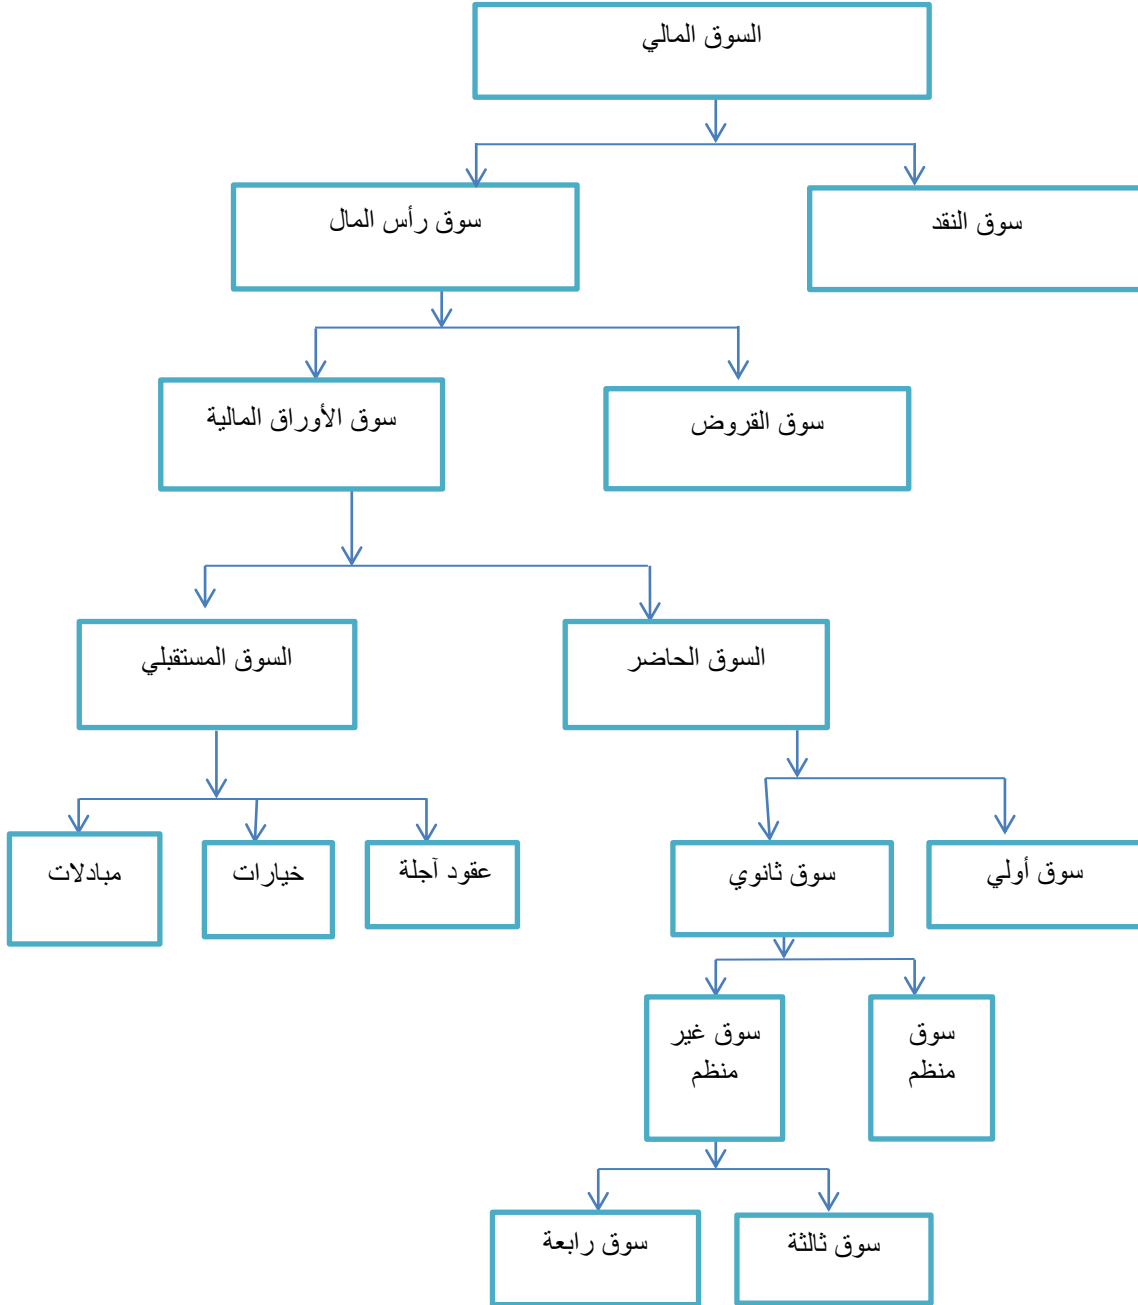 السوق المالي
سوق النقد
سوق رأس المال
سوق القروض
سوق الأوراق المالية
السوق الحاضر
السوق المستقبلي
سوق أولي
سوق ثانوي
عقود آجلة
خيارات
مبادلات
سوق
منظم
سوق غير
منظم
سوق ثالثة
سوق رابعة